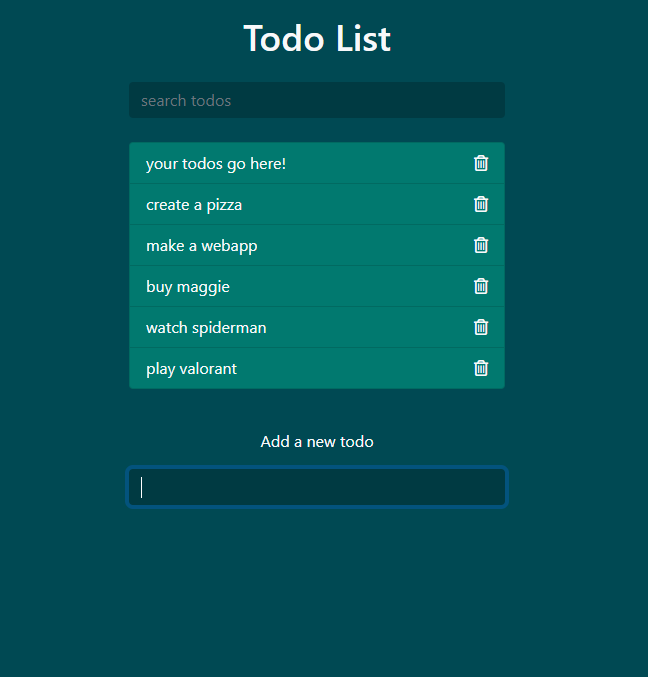 Todo List
search todos
your todos go here!
create a pizza
make a webapp
buy maggie
watch spiderman
play valorant
Add a new todo